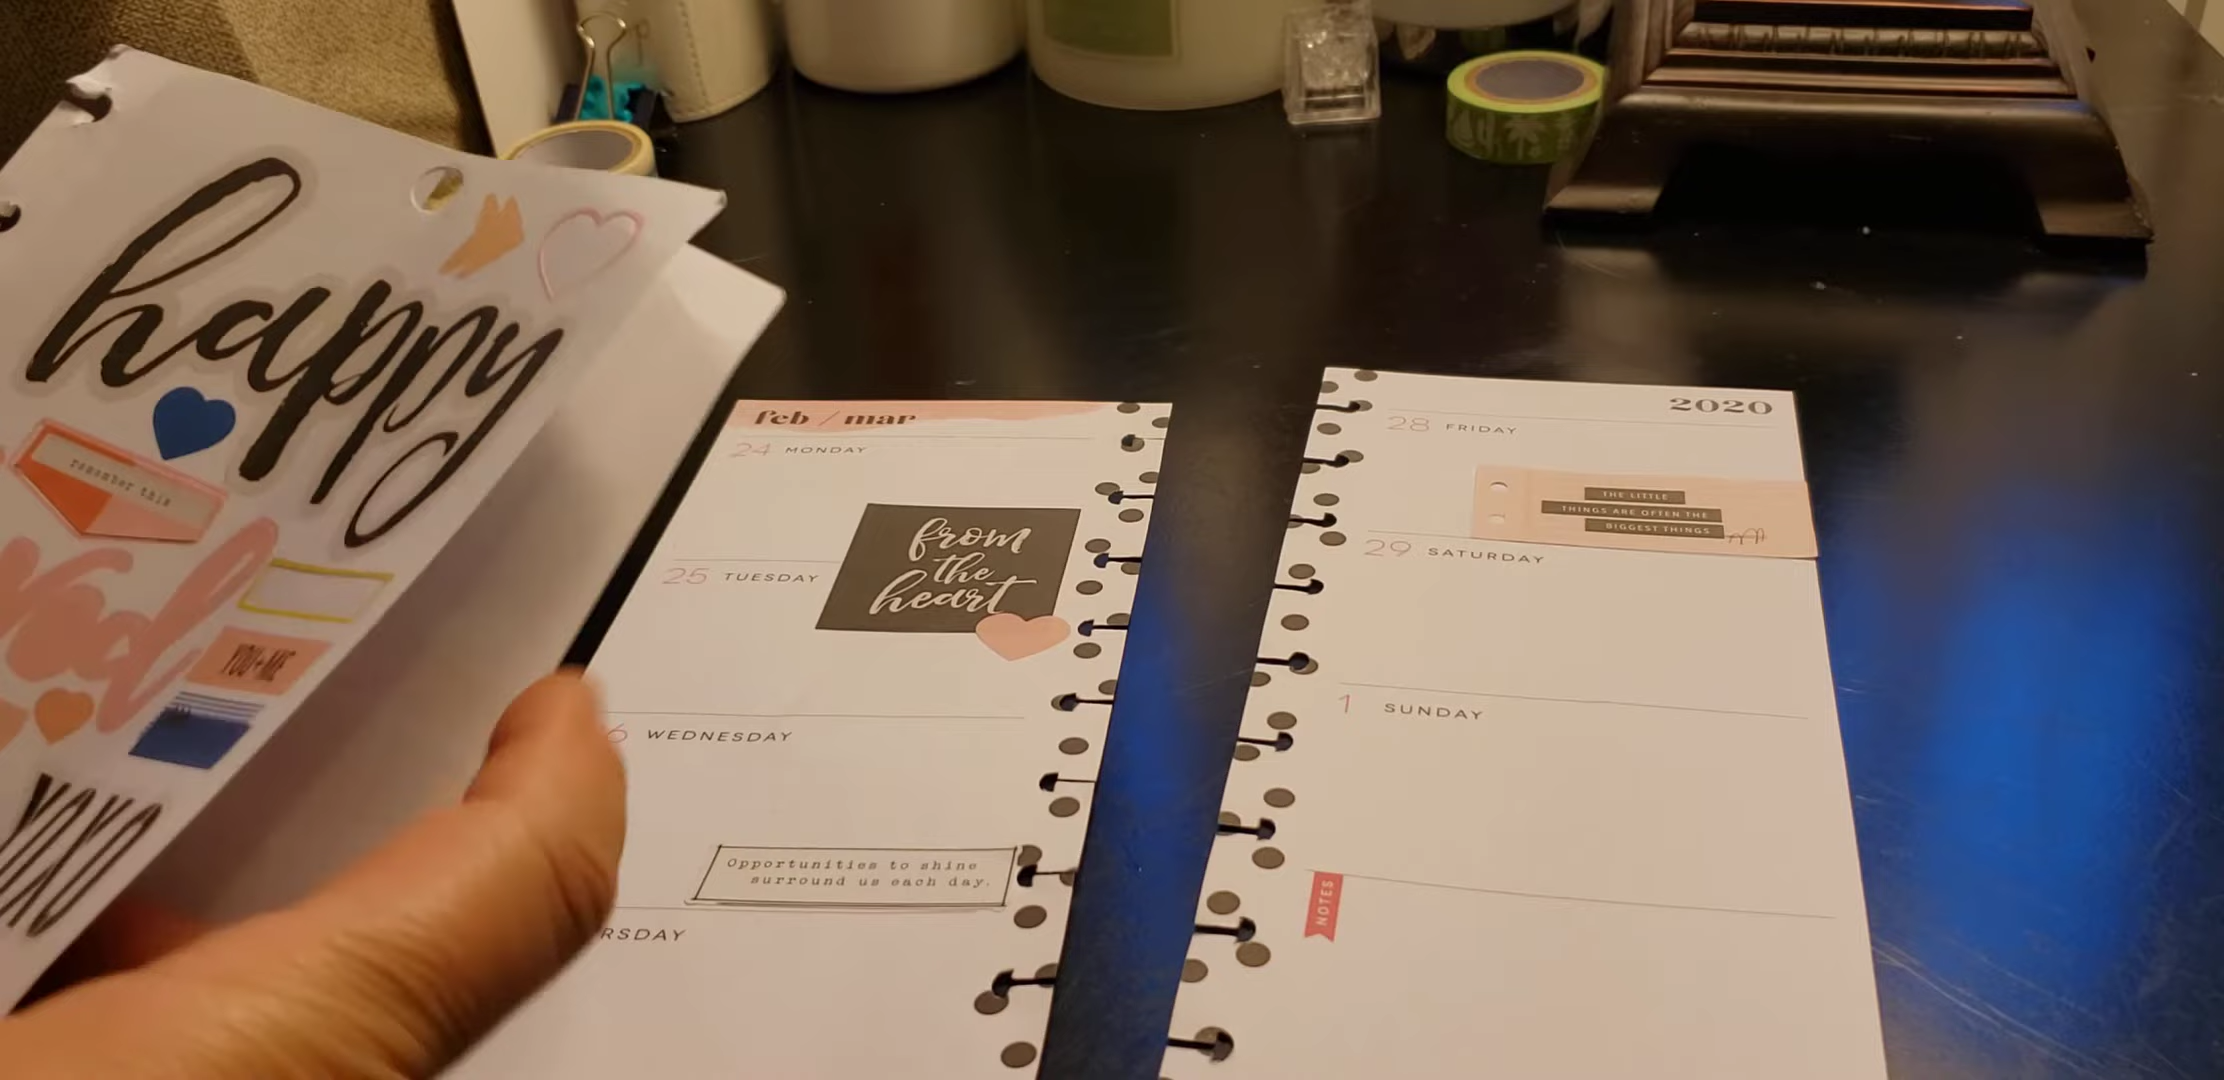 happy
remember this
YOU+ME
XOXO
feb / mar
24 MONDAY
from
the
heart
25 TUESDAY
6 WEDNESDAY
Opportunities to shine
surround us each day.
RSDAY
2020
28 FRIDAY
THE LITTLE
THINGS ARE OFTEN THE
BIGGEST THINGS
29 SATURDAY
1 SUNDAY
NOTES